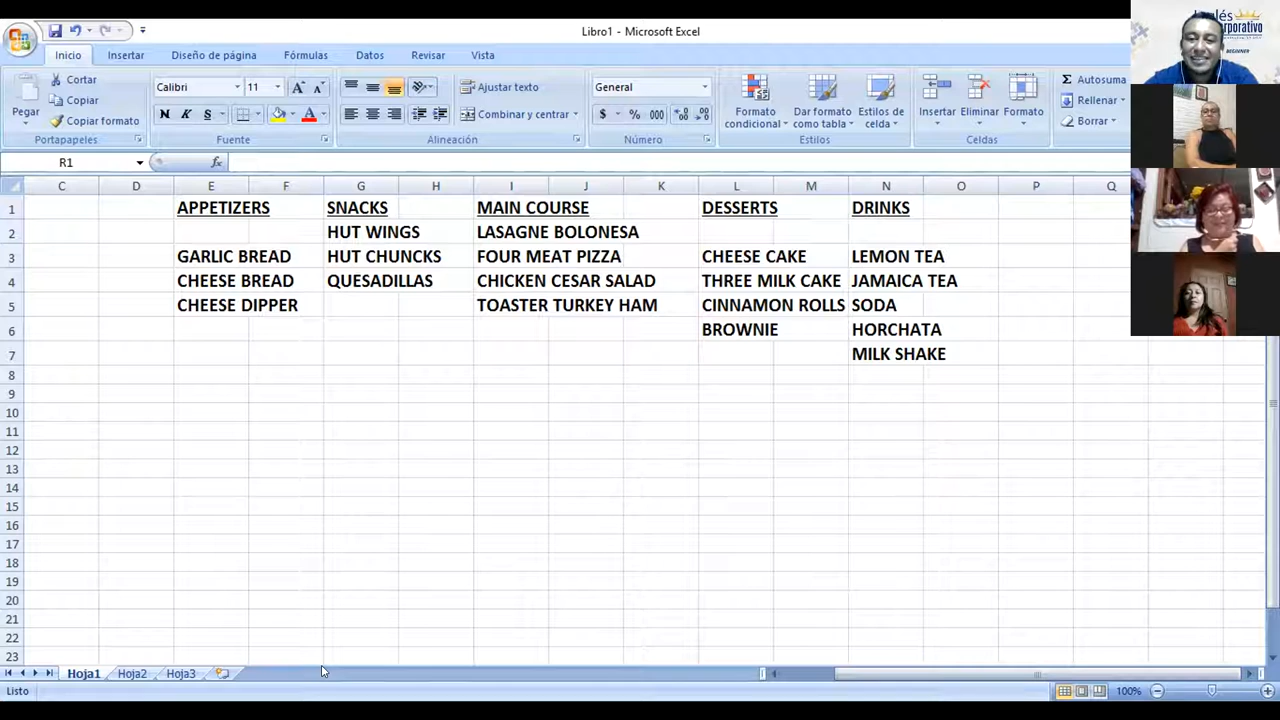 Libro1 - Microsoft Excel
Inicio Insertar Diseño de página Fórmulas Datos Revisar Vista
Pegar
Cortar
Copiar
Copiar formato
Portapapeles
Calibri 11
N K S
Fuente
Ajustar texto
Combinar y centrar
Alineación
General
$ % 000
Número
Formato condicional
Dar formato como tabla
Estilos de celda
Estilos
Insertar Eliminar Formato
Celdas
Autosuma
Rellenar
Borrar
Inglés
Corporativo
BEGINNER
R1 fx
C D E F G H I J K L M N O P Q
1 APPETIZERS SNACKS MAIN COURSE DESSERTS DRINKS
2 HUT WINGS LASAGNE BOLONESA
3 GARLIC BREAD HUT CHUNCKS FOUR MEAT PIZZA CHEESE CAKE LEMON TEA
4 CHEESE BREAD QUESADILLAS CHICKEN CESAR SALAD THREE MILK CAKE JAMAICA TEA
5 CHEESE DIPPER TOASTER TURKEY HAM CINNAMON ROLLS SODA
6 BROWNIE HORCHATA
7 MILK SHAKE
8
9
10
11
12
13
14
15
16
17
18
19
20
21
22
23
Hoja1 Hoja2 Hoja3
Listo 100%